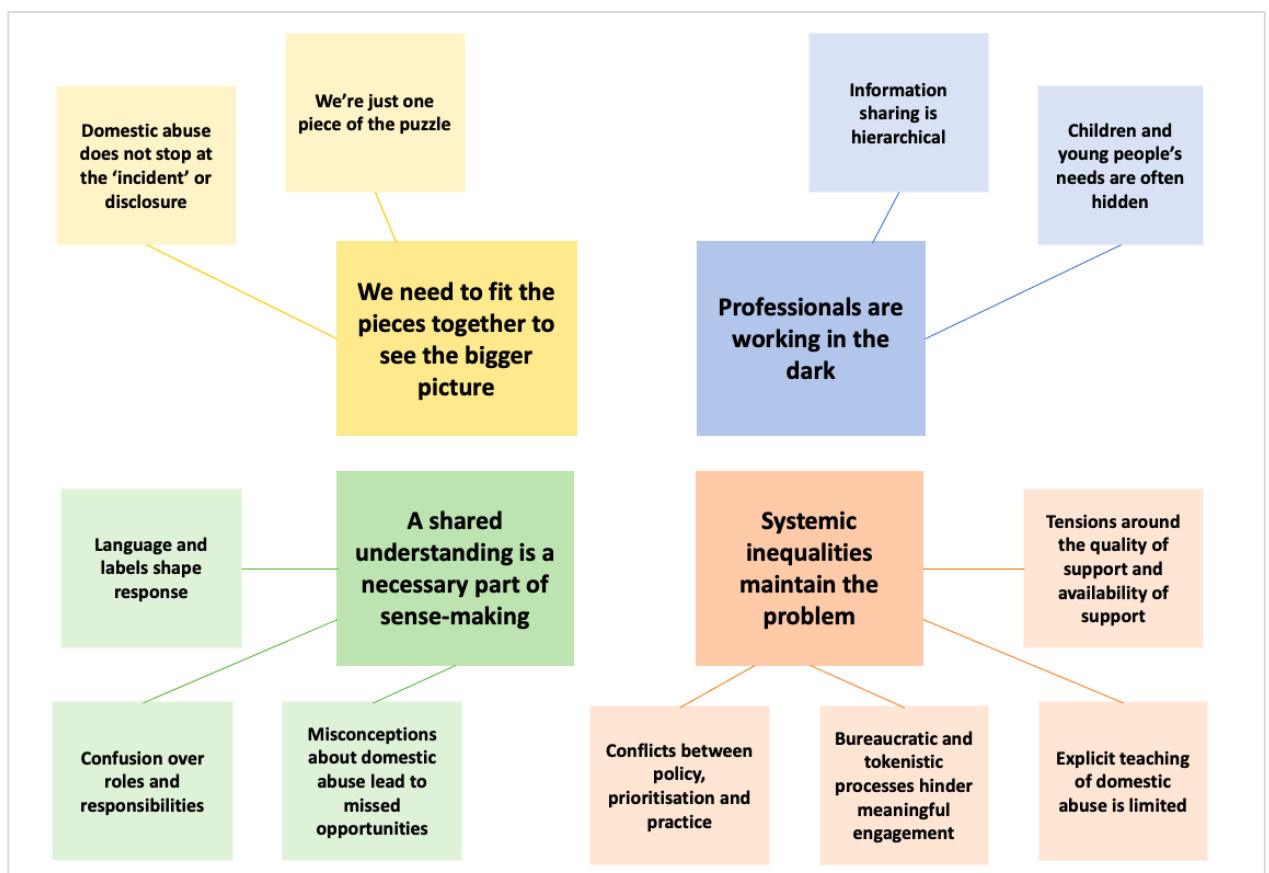 Domestic abuse
does not stop at
the ‘incident’ or
disclosure
We’re just one
piece of the puzzle
Information
sharing is
hierarchical
Children and
young people’s
needs are often
hidden
We need to fit the
pieces together to
see the bigger
picture
Professionals are
working in the
dark
Language and
labels shape
response
A shared
understanding is a
necessary part of
sense-making
Systemic
inequalities
maintain the
problem
Tensions around
the quality of
support and
availability of
support
Confusion over
roles and
responsibilities
Misconceptions
about domestic
abuse lead to
missed
opportunities
Conflicts between
policy,
prioritisation and
practice
Bureaucratic and
tokenistic
processes hinder
meaningful
engagement
Explicit teaching
of domestic
abuse is limited